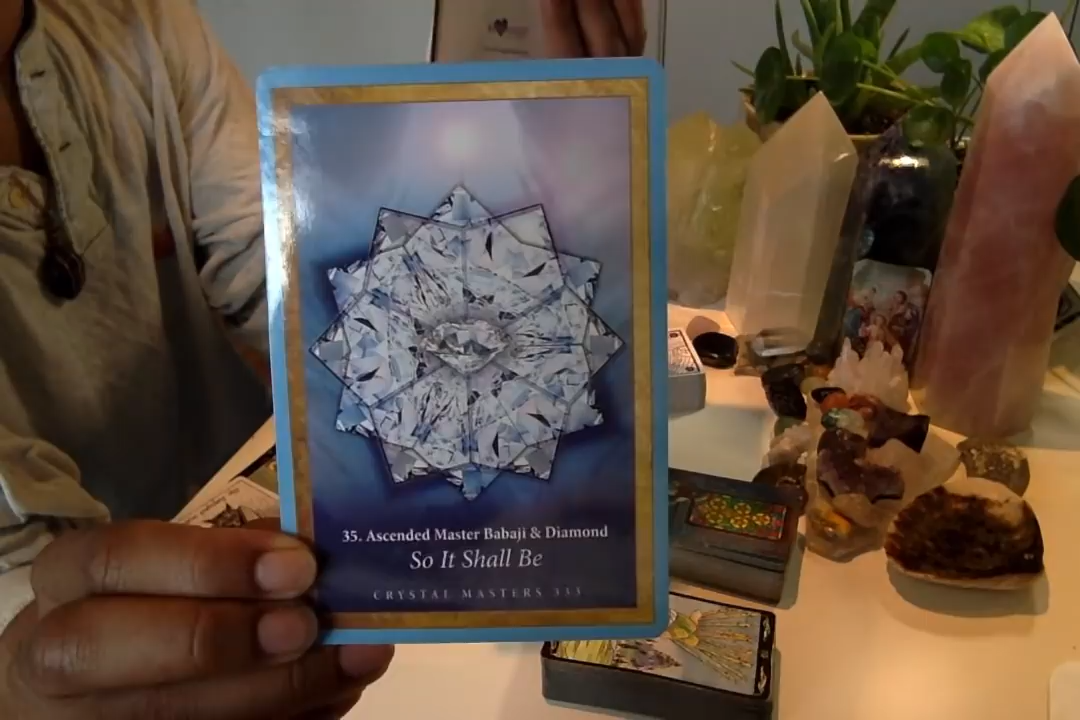 35. Ascended Master Babaji & Diamond
So It Shall Be
CRYSTAL MASTERS 333